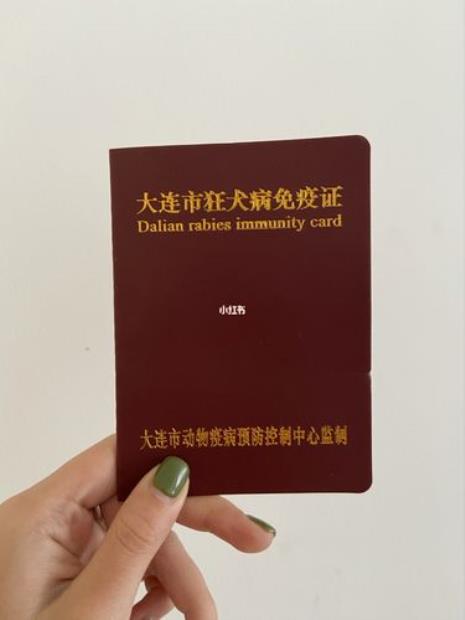 大连市狂犬病免疫证
Dalian rabies immunity card
小红书
大连市动物疫病预防控制中心监制